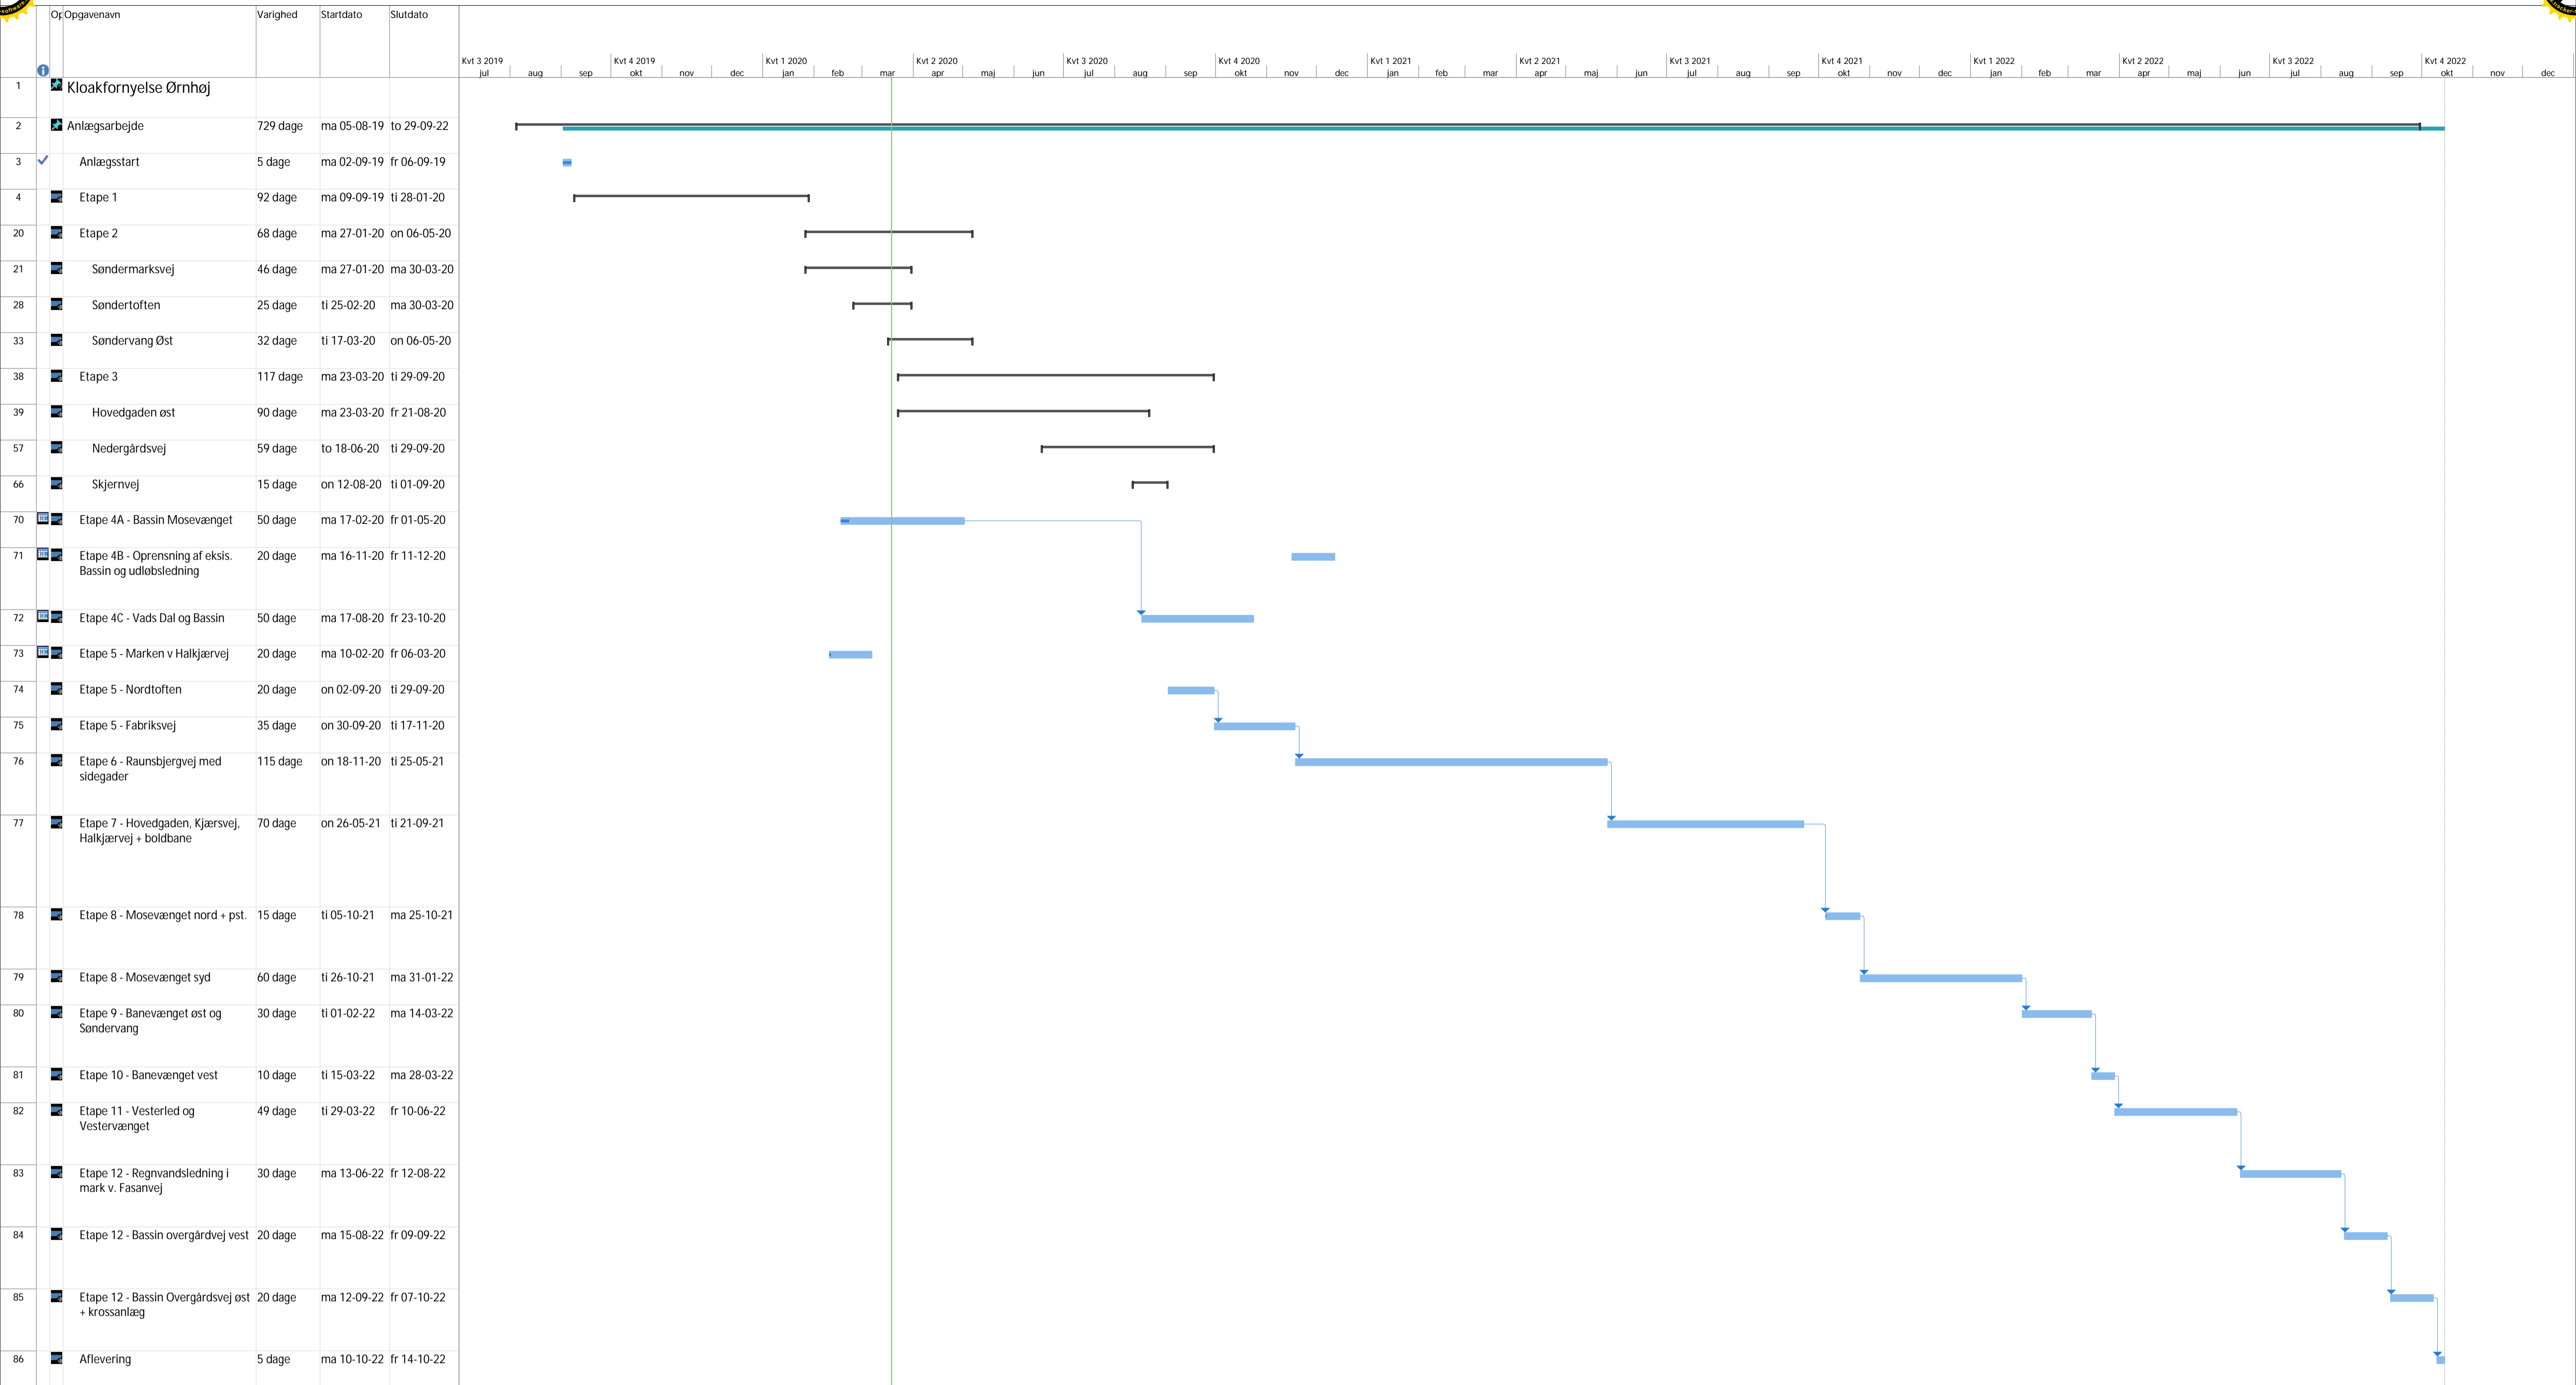 Op Opgavenavn Varighed Startdato Slutdato
Kvt 3 2019 Kvt 4 2019 Kvt 1 2020 Kvt 2 2020 Kvt 3 2020 Kvt 4 2020 Kvt 1 2021 Kvt 2 2021 Kvt 3 2021 Kvt 4 2021 Kvt 1 2022 Kvt 2 2022 Kvt 3 2022 Kvt 4 2022
jul aug sep okt nov dec jan feb mar apr maj jun jul aug sep okt nov dec jan feb mar apr maj jun jul aug sep okt nov dec jan feb mar apr maj jun jul aug sep okt nov dec
1 Kloakfornyelse Ørnhøj
2 Anlægsarbejde 729 dage ma 05-08-19 to 29-09-22
3 Anlægsstart 5 dage ma 02-09-19 fr 06-09-19
4 Etape 1 92 dage ma 09-09-19 ti 28-01-20
20 Etape 2 68 dage ma 27-01-20 on 06-05-20
21 Søndermarksvej 46 dage ma 27-01-20 ma 30-03-20
28 Søndertoften 25 dage ti 25-02-20 ma 30-03-20
33 Søndervang Øst 32 dage ti 17-03-20 on 06-05-20
38 Etape 3 117 dage ma 23-03-20 ti 29-09-20
39 Hovedgaden øst 90 dage ma 23-03-20 fr 21-08-20
57 Nedergårdsvej 59 dage to 18-06-20 ti 29-09-20
66 Skjernvej 15 dage on 12-08-20 ti 01-09-20
70 Etape 4A - Bassin Mosevænget 50 dage ma 17-02-20 fr 01-05-20
71 Etape 4B - Oprensning af eksis. 20 dage ma 16-11-20 fr 11-12-20
Bassin og udløbsledning
72 Etape 4C - Vads Dal og Bassin 50 dage ma 17-08-20 fr 23-10-20
73 Etape 5 - Marken v Halkjærvej 20 dage ma 10-02-20 fr 06-03-20
74 Etape 5 - Nordtoften 20 dage on 02-09-20 ti 29-09-20
75 Etape 5 - Fabriksvej 35 dage on 30-09-20 ti 17-11-20
76 Etape 6 - Raunsbjergvej med 115 dage on 18-11-20 ti 25-05-21
sidegader
77 Etape 7 - Hovedgaden, Kjærsvej, 70 dage on 26-05-21 ti 21-09-21
Halkjærvej + boldbane
78 Etape 8 - Mosevænget nord + pst. 15 dage ti 05-10-21 ma 25-10-21
79 Etape 8 - Mosevænget syd 60 dage ti 26-10-21 ma 31-01-22
80 Etape 9 - Banevænget øst og 30 dage ti 01-02-22 ma 14-03-22
Søndervang
81 Etape 10 - Banevænget vest 10 dage ti 15-03-22 ma 28-03-22
82 Etape 11 - Vesterled og 49 dage ti 29-03-22 fr 10-06-22
Vestervænget
83 Etape 12 - Regnvandsledning i 30 dage ma 13-06-22 fr 12-08-22
mark v. Fasanvej
84 Etape 12 - Bassin overgårdvej vest 20 dage ma 15-08-22 fr 09-09-22
85 Etape 12 - Bassin Overgårdsvej øst 20 dage ma 12-09-22 fr 07-10-22
+ krossanlæg
86 Aflevering 5 dage ma 10-10-22 fr 14-10-22